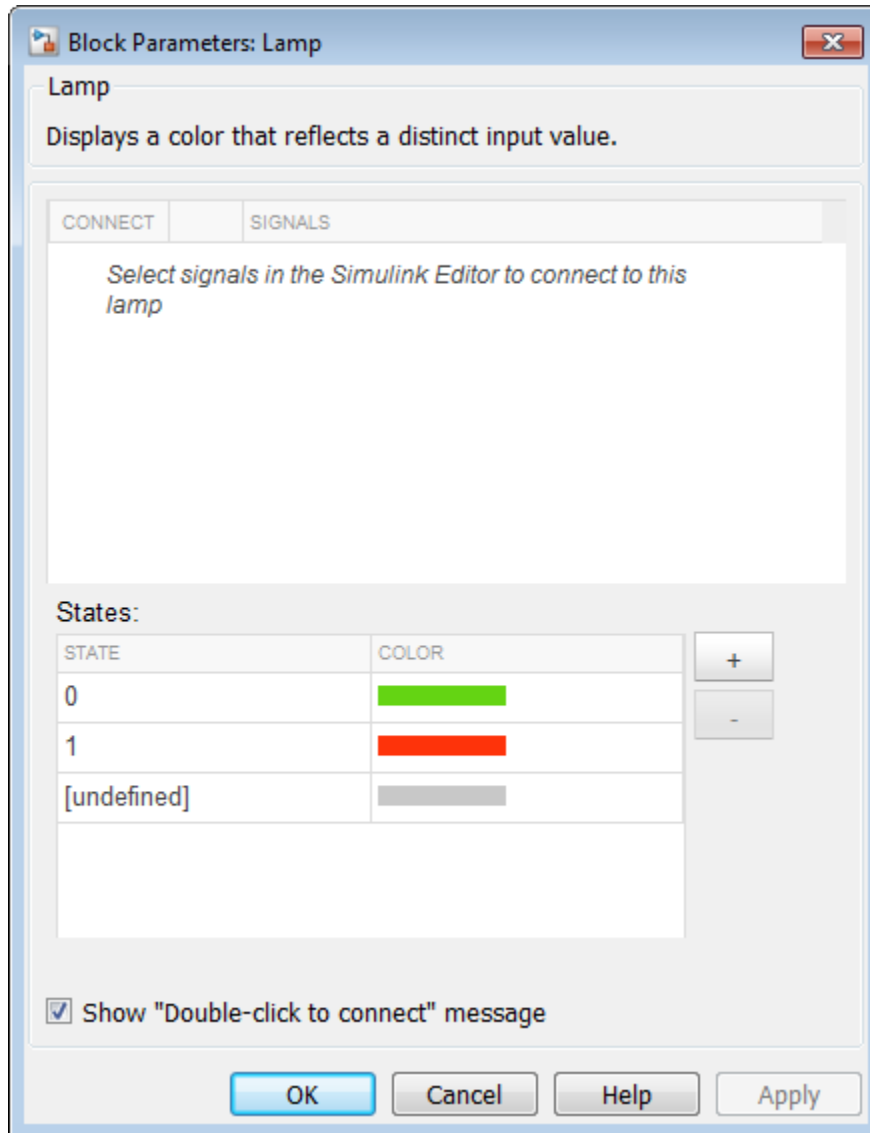 Block Parameters: Lamp
Lamp
Displays a color that reflects a distinct input value.
CONNECT SIGNALS
Select signals in the Simulink Editor to connect to this
lamp
States:
STATE COLOR
+
0
-
1
[undefined]
Show "Double-click to connect" message
OK Cancel Help Apply